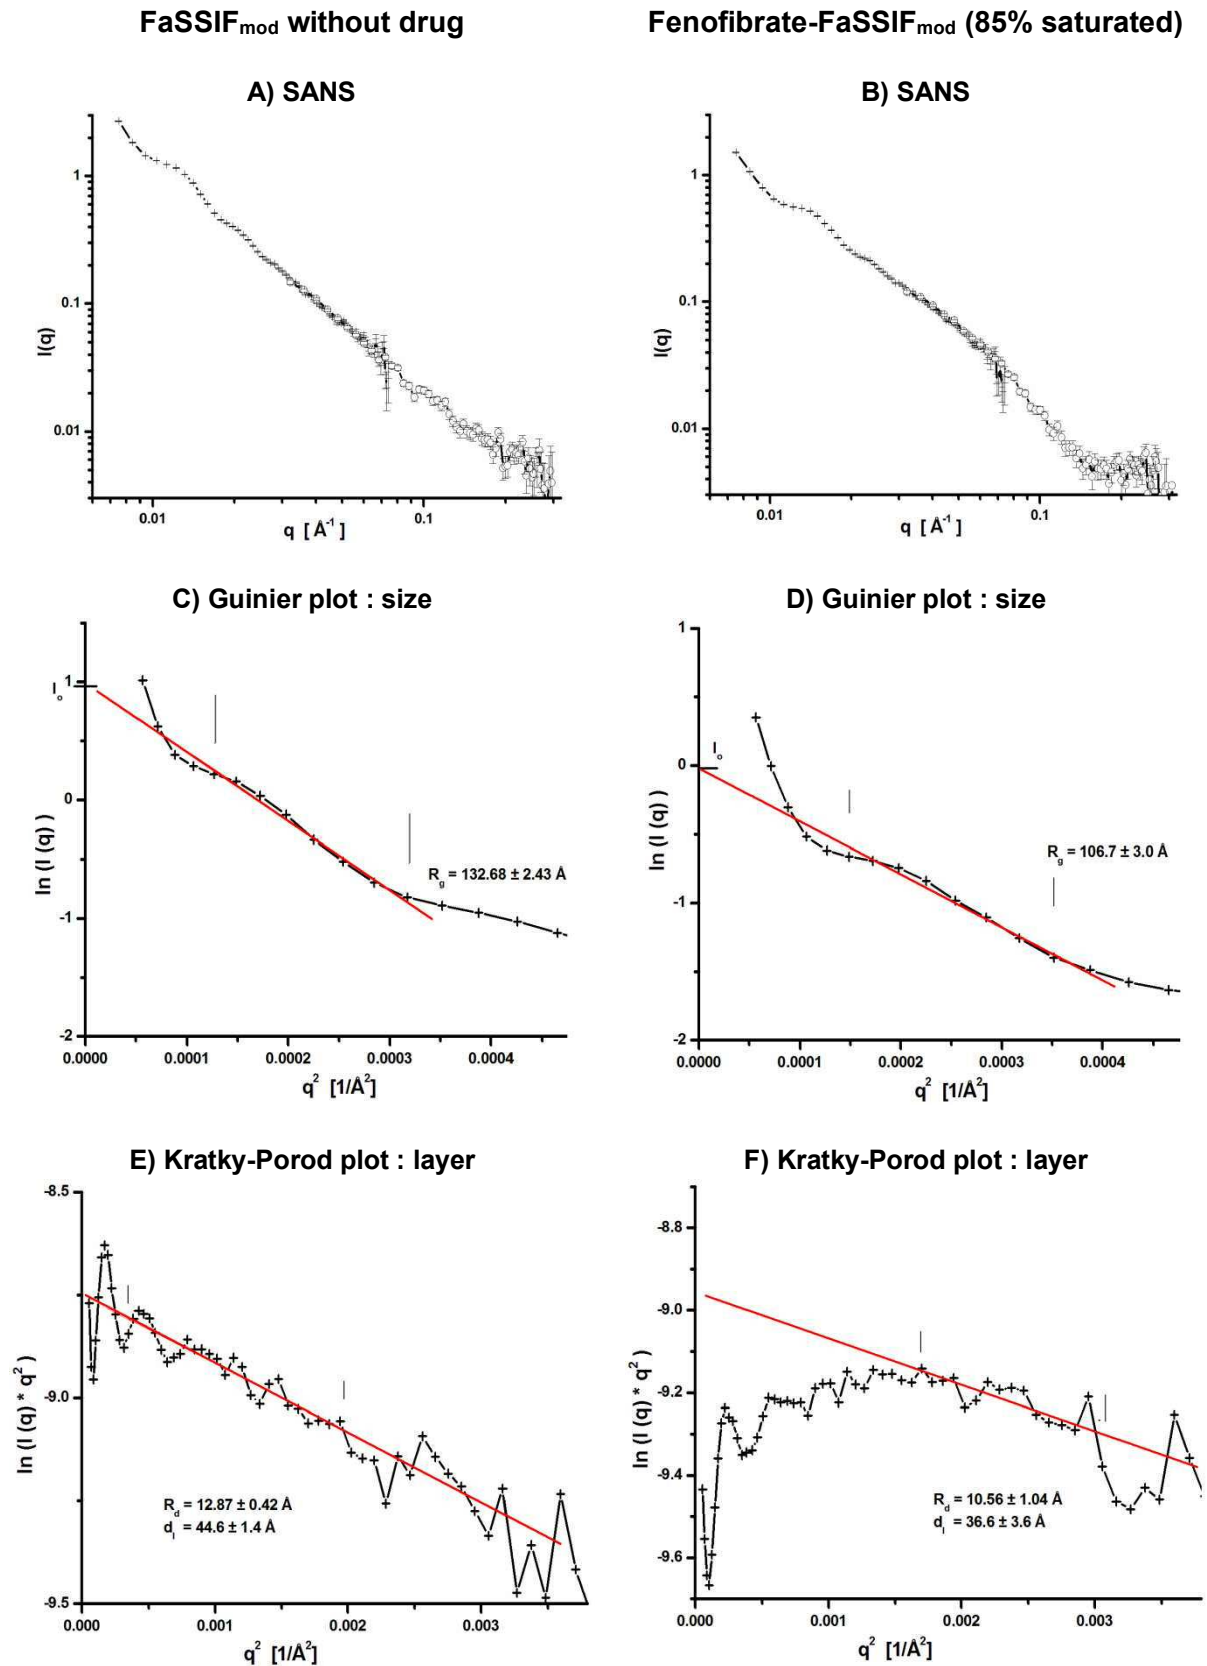 FaSSIFmod without drug
Fenofibrate-FaSSIFmod (85% saturated)
A) SANS
B) SANS
1
0.1
0.01
I(q)
0.01
0.1
q [ Å-1 ]
1
0.1
0.01
I(q)
0.01
0.1
q [ Å-1 ]
C) Guinier plot : size
D) Guinier plot : size
1
Io
0
-1
-2
ln (I (q) )
Rg = 132.68 ± 2.43 Å
0.0000
0.0001
0.0002
0.0003
0.0004
q2 [1/Å2]
1
Io
0
-1
-2
ln (I (q) )
Rg = 106.7 ± 3.0 Å
0.0000
0.0001
0.0002
0.0003
0.0004
q2 [1/Å2]
E) Kratky-Porod plot : layer
F) Kratky-Porod plot : layer
-8.5
-9.0
-9.5
ln (I (q) * q2 )
Rd = 12.87 ± 0.42 Å
dl = 44.6 ± 1.4 Å
0.000
0.001
0.002
0.003
q2 [1/Å2]
-8.8
-9.0
-9.2
-9.4
-9.6
ln (I (q) * q2 )
Rd = 10.56 ± 1.04 Å
dl = 36.6 ± 3.6 Å
0.000
0.001
0.002
0.003
q2 [1/Å2]